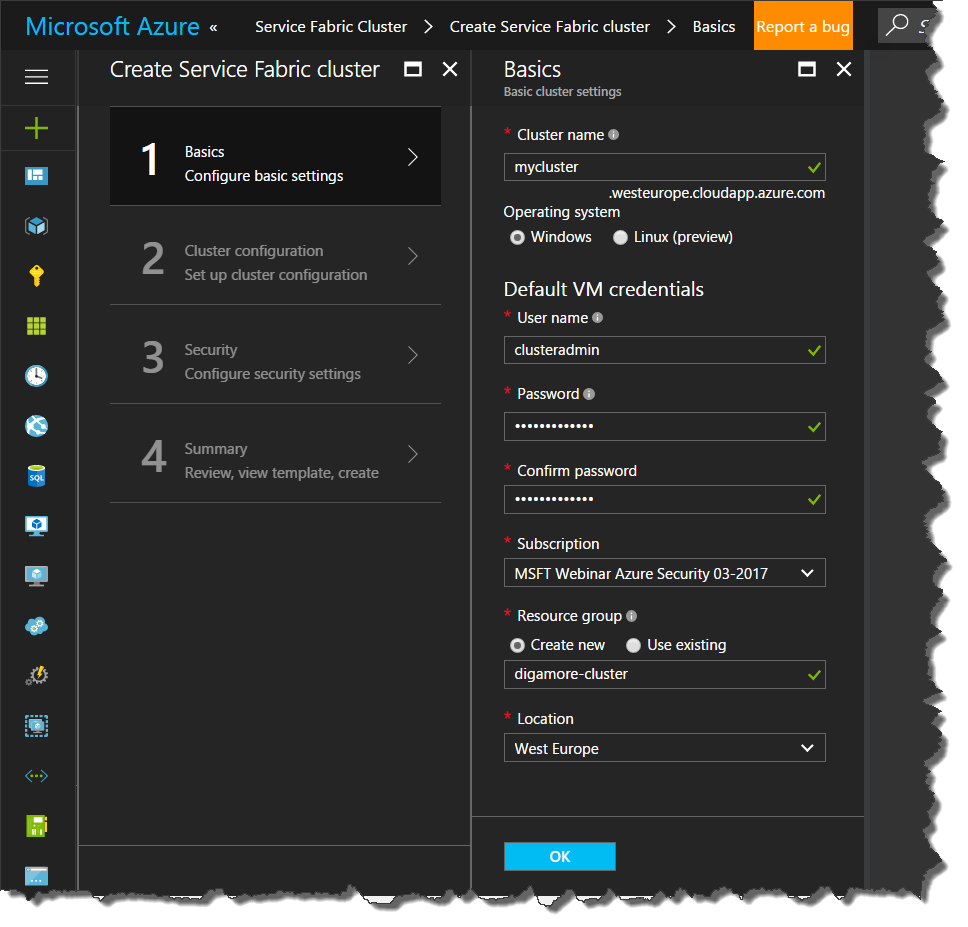 Microsoft Azure «
Service Fabric Cluster > Create Service Fabric cluster > Basics
Report a bug
Create Service Fabric cluster
1
Basics
Configure basic settings
2
Cluster configuration
Set up cluster configuration
3
Security
Configure security settings
4
Summary
Review, view template, create
SQL
Basics
Basic cluster settings
* Cluster name
mycluster
.westeurope.cloudapp.azure.com
Operating system
Windows
Linux (preview)
Default VM credentials
* User name
clusteradmin
* Password
•••••••••••••
* Confirm password
•••••••••••••
* Subscription
MSFT Webinar Azure Security 03-2017
* Resource group
Create new
Use existing
digamore-cluster
* Location
West Europe
OK